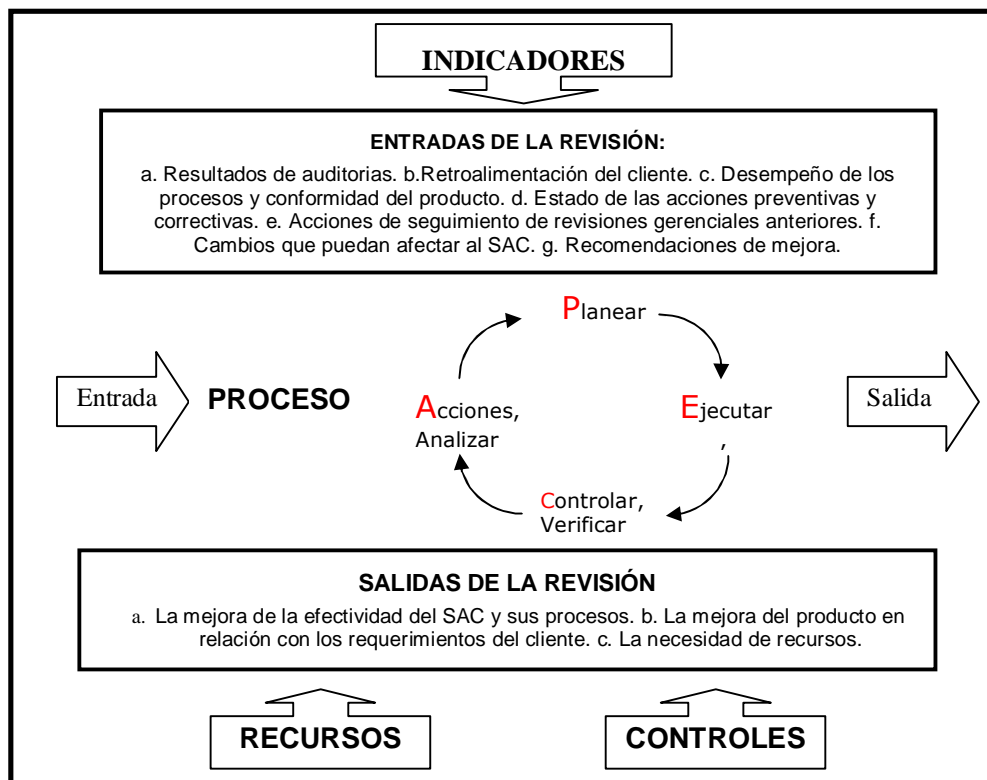 INDICADORES
ENTRADAS DE LA REVISIÓN:
a. Resultados de auditorias. b.Retroalimentación del cliente. c. Desempeño de los
procesos y conformidad del producto. d. Estado de las acciones preventivas y
correctivas. e. Acciones de seguimiento de revisiones gerenciales anteriores. f.
Cambios que puedan afectar al SAC. g. Recomendaciones de mejora.
Planear
Entrada
PROCESO
Acciones,
Analizar
Ejecutar
,
Salida
Controlar,
Verificar
SALIDAS DE LA REVISIÓN
a. La mejora de la efectividad del SAC y sus procesos. b. La mejora del producto en
relación con los requerimientos del cliente. c. La necesidad de recursos.
RECURSOS
CONTROLES